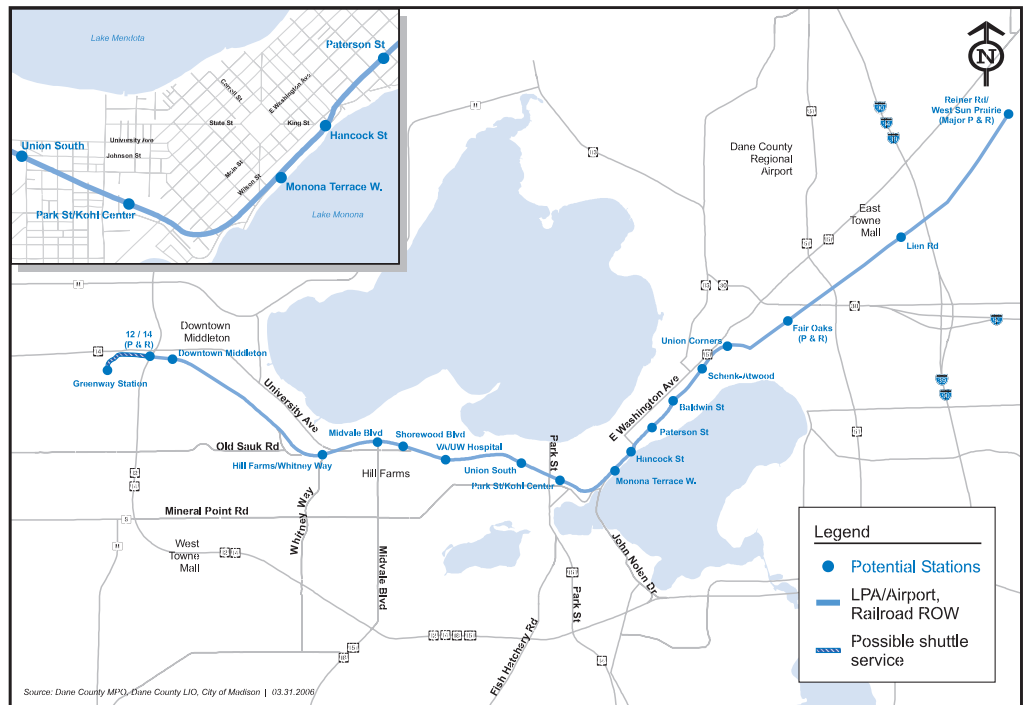 Lake Mendota
Paterson St
Carroll St
E Washington Ave
State St
King St
Hancock St
University Ave
Johnson St
Union South
Main St
Wilson St
Monona Terrace W.
Park St/Kohl Center
Lake Monona
N
Reiner Rd/
West Sun Prairie
(Major P & R)
Dane County
Regional
Airport
East
Towne
Mall
Lien Rd
Fair Oaks
(P & R)
Union Corners
Schenk-Atwood
Baldwin St
E Washington Ave
Paterson St
Hancock St
Monona Terrace W.
Downtown
Middleton
12 / 14
(P & R)
Downtown Middleton
Greenway Station
University Ave
Midvale Blvd
Shorewood Blvd
VA/UW Hospital
Old Sauk Rd
Hill Farms/Whitney Way
Hill Farms
Union South
Park St
Park St/Kohl Center
Mineral Point Rd
Whitney Way
West
Towne
Mall
Midvale Blvd
John Nolen Dr
Park St
Fish Hatchary Rd
Legend
Potential Stations
LPA/Airport,
Railroad ROW
Possible shuttle
service
Source: Dane County MPO, Dane County LIO, City of Madison | 03.31.2006